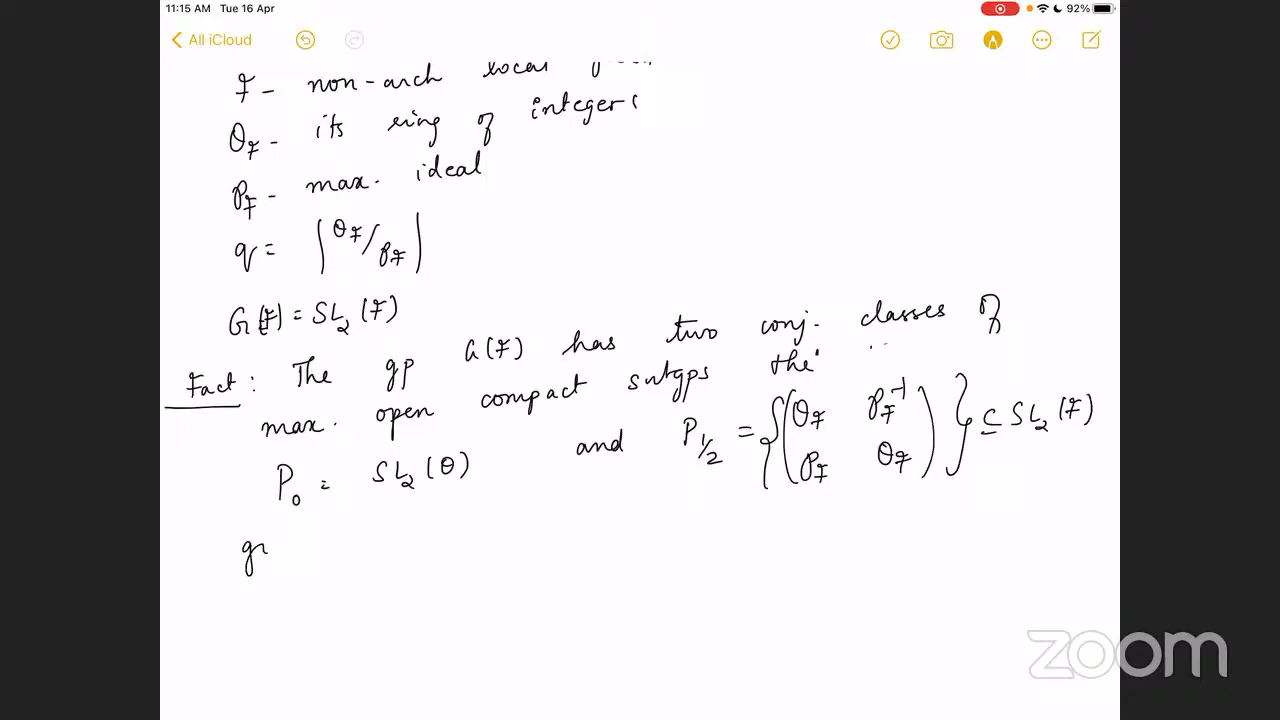 11:15 AM Tue 16 Apr
92%
All iCloud
F - non-arch local
O_F - its ring of integers
p_F - max. ideal
q = |O_F/p_F|
G(F) = SL_2(F)
Fact: The gp G(F) has two conj. classes of
max. open compact subgps the
P_0 = SL_2(O) and P_{1/2} = {(O_F p_F^{-1} p_F O_F)} ⊆ SL_2(F)
gr
zoom